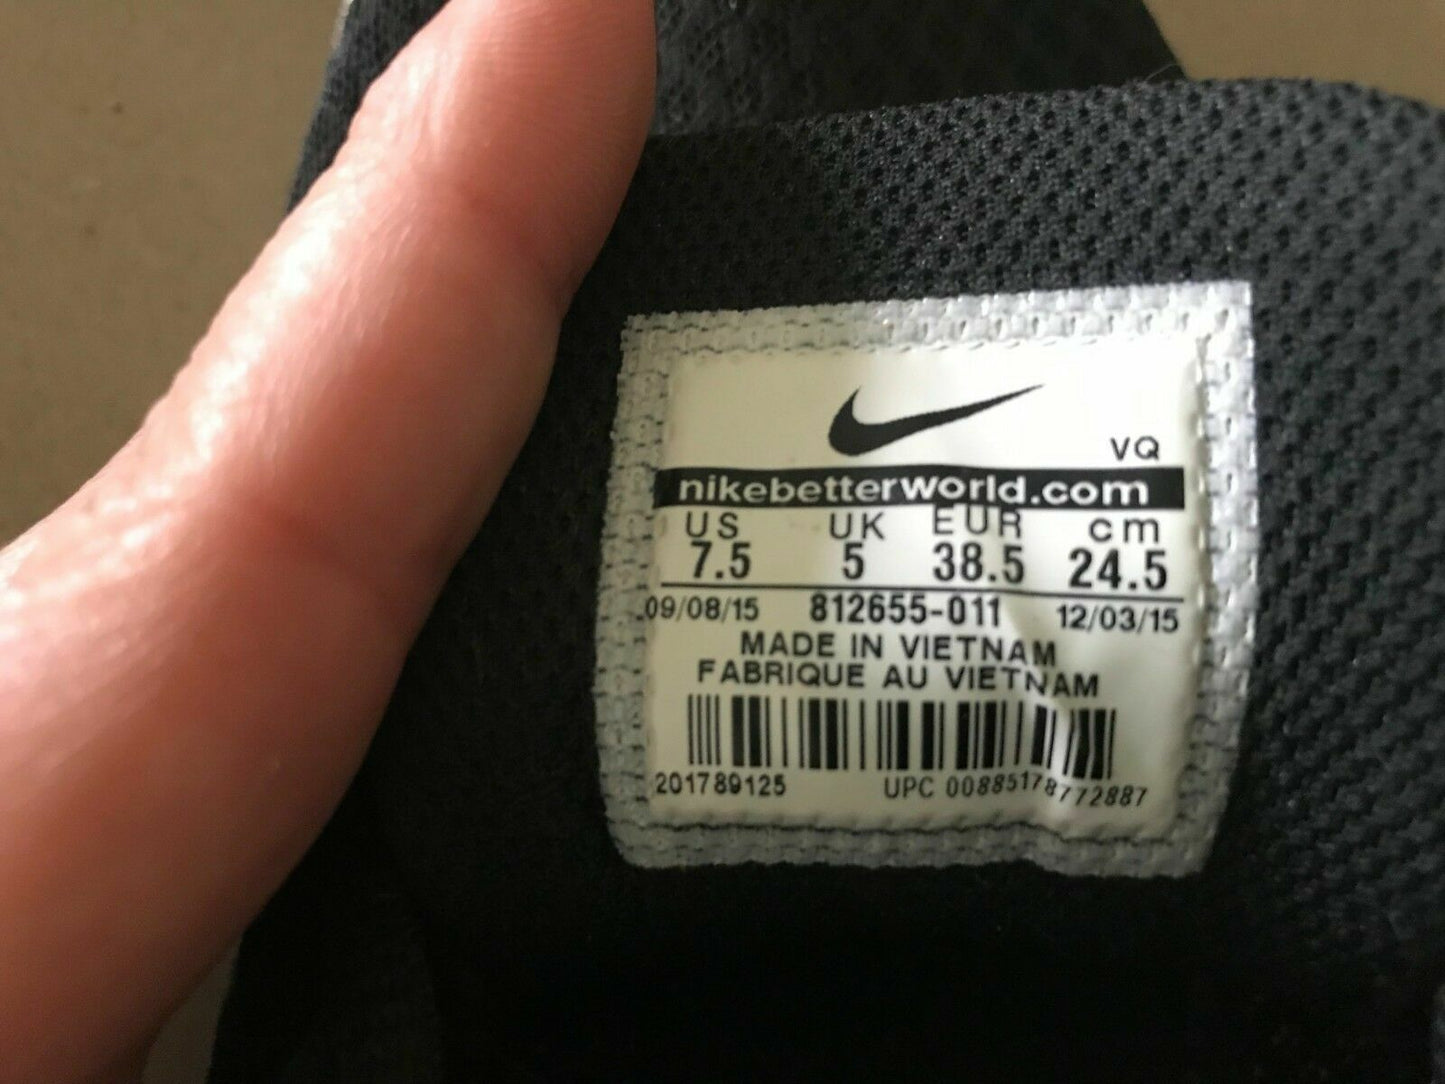 VQ
nikebetterworld.com
US UK EUR cm
7.5 5 38.5 24.5
09/08/15 812655-011 12/03/15
MADE IN VIETNAM
FABRIQUE AU VIETNAM
201789125 UPC 00885178772887